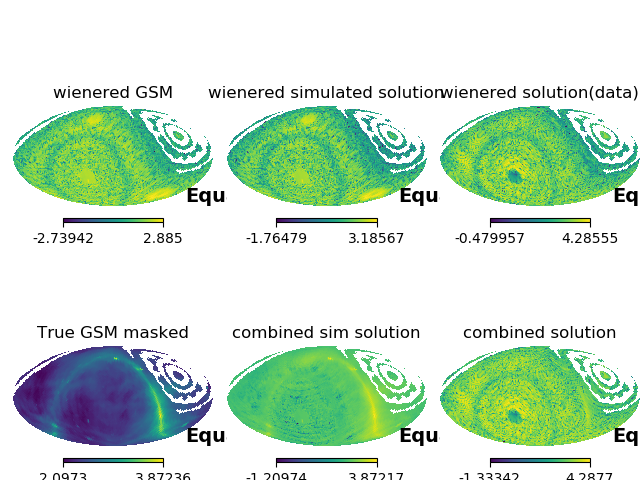 wienered GSM
wienered simulated solution
wienered solution(data)
Equ
Equ
Eq
-2.73942 2.885
-1.76479 3.18567
-0.479957 4.28555
True GSM masked
combined sim solution
combined solution
Equ
Equ
Eq
2.0973 3.87236
-1.20974 3.87217
-1.33342 4.2877